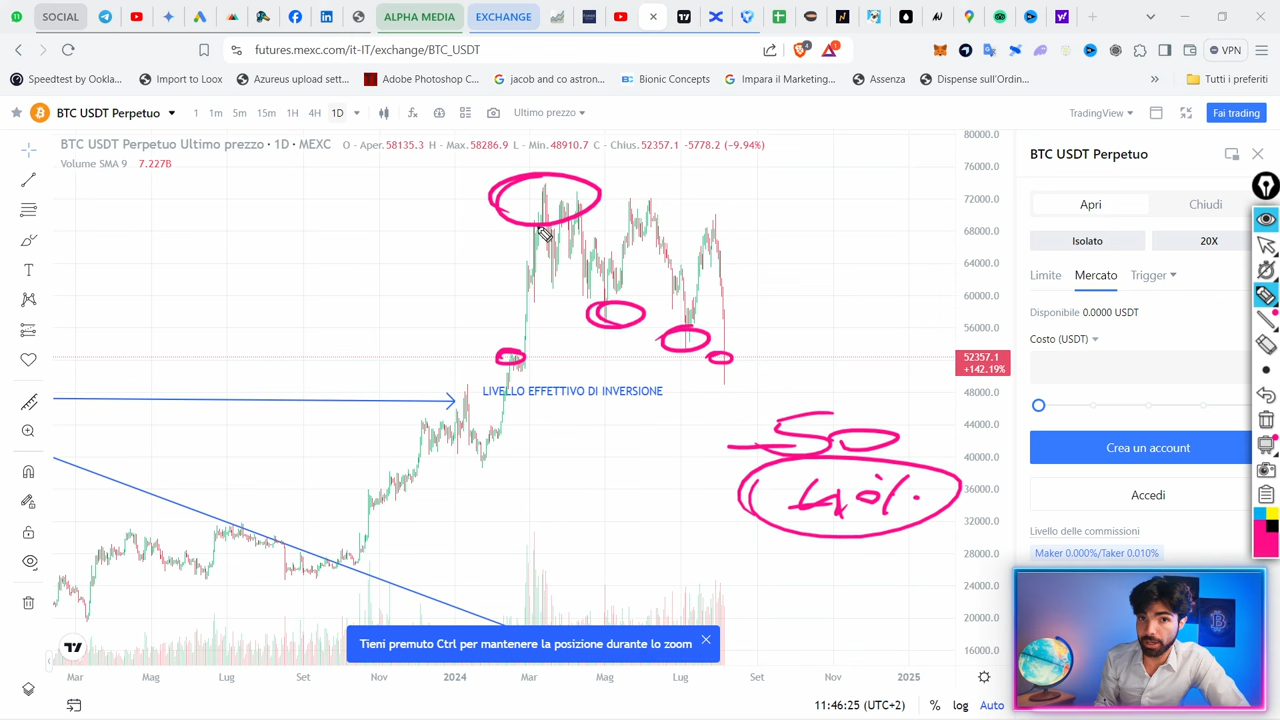 SOCIAL
ALPHA MEDIA
EXCHANGE
futures.mexc.com/it-IT/exchange/BTC_USDT
VPN
Speedtest by Ookla...
Import to Loox
Azureus upload sett...
Adobe Photoshop C...
jacob and co astron...
Bionic Concepts
Impara il Marketing...
Assenza
Dispense sull'Ordin...
Tutti i preferiti
BTC USDT Perpetuo
1 1m 5m 15m 1H 4H 1D
Ultimo prezzo
TradingView
Fai trading
BTC USDT Perpetuo Ultimo prezzo · 1D · MEXC O - Aper.58135.3 H - Max.58286.9 L - Min.48910.7 C - Chius.52357.1 -5778.2 (-9.94%)
Volume SMA 9 7.227B
80000.0
76000.0
72000.0
68000.0
64000.0
60000.0
56000.0
52357.1
+142.19%
48000.0
44000.0
40000.0
36000.0
32000.0
28000.0
24000.0
20000.0
16000.0
LIVELLO EFFETTIVO DI INVERSIONE
50
40%
Tieni premuto Ctrl per mantenere la posizione durante lo zoom
Mar Mag Lug Set Nov 2024 Mar Mag Lug Set Nov 2025
11:46:25 (UTC+2) % log Auto
BTC USDT Perpetuo
Apri Chiudi
Isolato 20X
Limite Mercato Trigger
Disponibile 0.0000 USDT
Costo (USDT)
Crea un account
Accedi
Livello delle commissioni
Maker 0.000%/Taker 0.010%